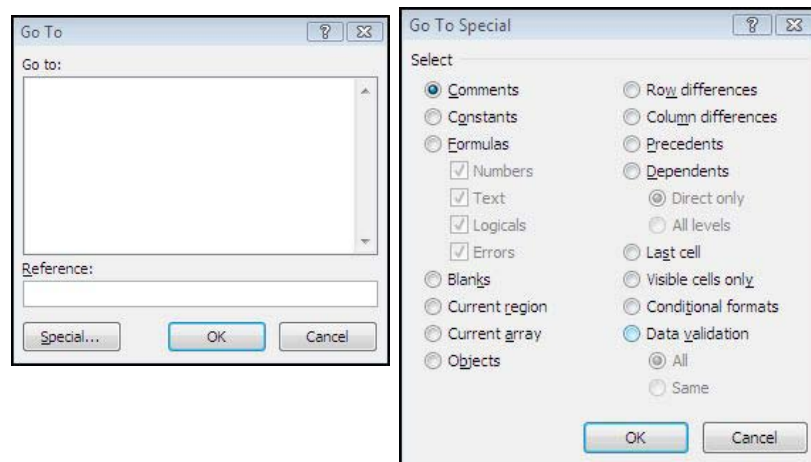 Go To
Go to:
Reference:
Special...
OK
Cancel
Go To Special
Select
Comments
Constants
Formulas
Numbers
Text
Logicals
Errors
Blanks
Current region
Current array
Objects
Row differences
Column differences
Precedents
Dependents
Direct only
All levels
Last cell
Visible cells only
Conditional formats
Data validation
All
Same
OK
Cancel